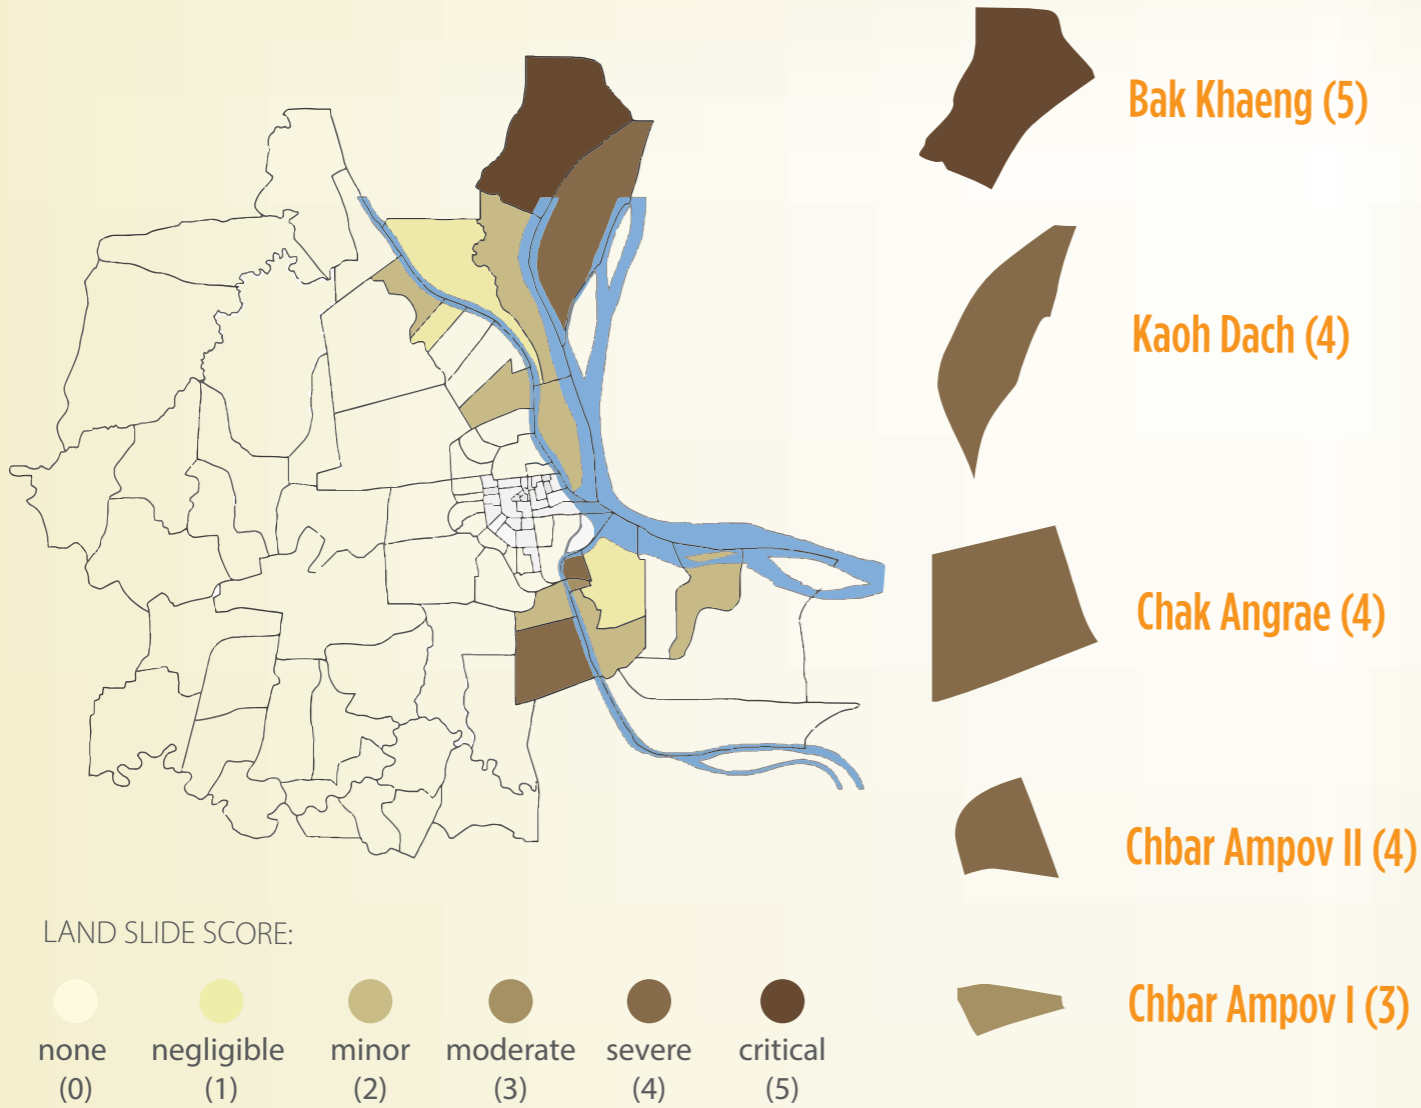 Bak Khaeng (5)
Kaoh Dach (4)
Chak Angrae (4)
Chbar Ampov II (4)
Chbar Ampov I (3)
LAND SLIDE SCORE:
none negligible minor moderate severe critical
(0) (1) (2) (3) (4) (5)